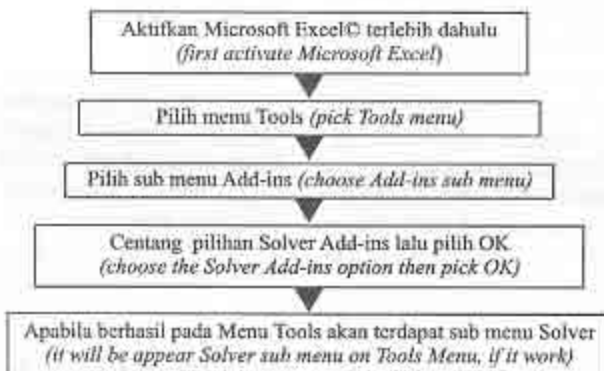 Aktifkan Microsoft Excel© terlebih dahulu
(first activate Microsoft Excel)
Pilih menu Tools (pick Tools menu)
Pilih sub menu Add-ins (choose Add-ins sub menu)
Centang pilihan Solver Add-ins lalu pilih OK
(choose the Solver Add-ins option then pick OK)
Apabila berhasil pada Menu Tools akan terdapat sub menu Solver
(it will be appear Solver sub menu on Tools Menu, if it work)